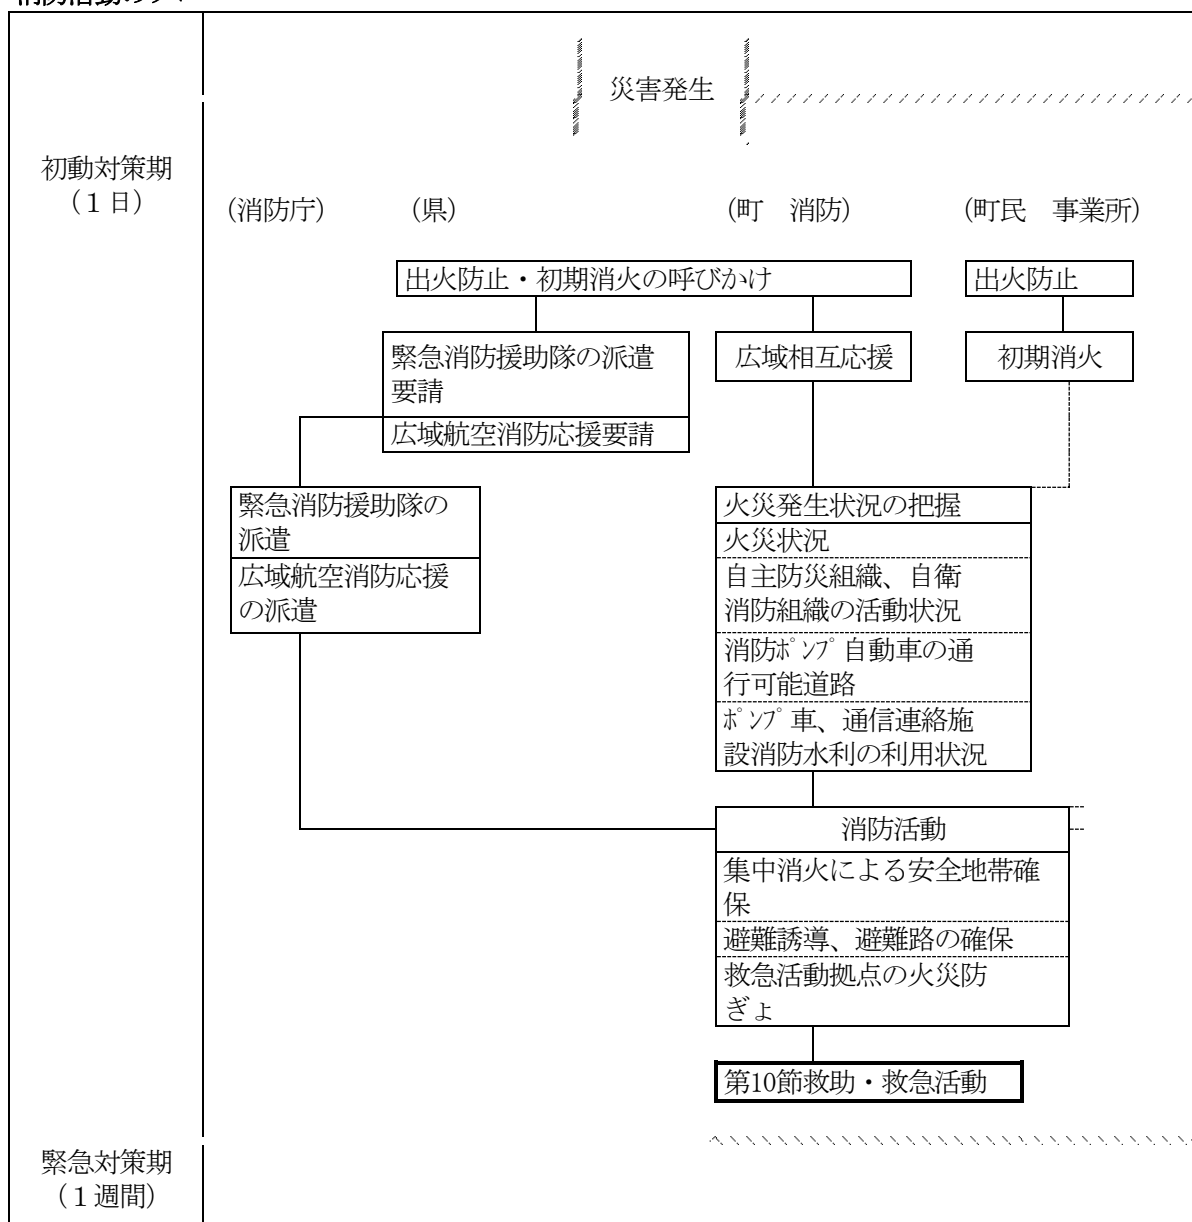 災害発生
初動対策期
(１日)
(消防庁)
(県)
(町　消防)
(町民　事業所)
出火防止・初期消火の呼びかけ
出火防止
緊急消防援助隊の派遣
要請
広域相互応援
初期消火
広域航空消防応援要請
緊急消防援助隊の
派遣
広域航空消防応援
の派遣
火災発生状況の把握
火災状況
自主防災組織、自衛
消防組織の活動状況
消防ﾎﾟﾝﾌﾟ自動車の通
行可能道路
ﾎﾟﾝﾌﾟ車、通信連絡施
設消防水利の利用状況
消防活動
集中消火による安全地帯確
保
避難誘導、避難路の確保
救急活動拠点の火災防
ぎょ
第10節救助・救急活動
緊急対策期
(１週間)